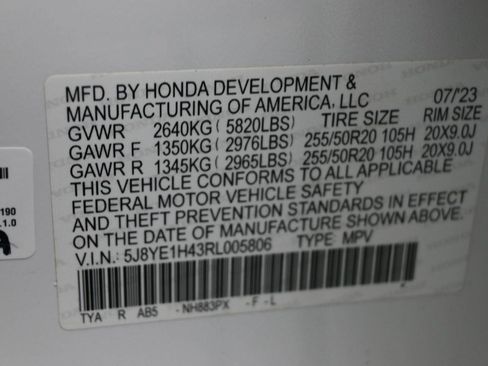 MFD. BY HONDA DEVELOPMENT &
MANUFACTURING OF AMERICA, LLC 07/'23
GVWR 2640KG ( 5820LBS) TIRE SIZE RIM SIZE
GAWR F 1350KG ( 2976LBS) 255/50R20 105H 20X9.0J
GAWR R 1345KG ( 2965LBS) 255/50R20 105H 20X9.0J
THIS VEHICLE CONFORMS TO ALL APPLICABLE
FEDERAL MOTOR VEHICLE SAFETY
AND THEFT PREVENTION STANDARDS IN EFFECT
ON THE DATE OF MANUFACTURE SHOWN ABOVE.
V.I.N.: 5J8YE1H43RL005806 TYPE: MPV
TYA R AB5 -NH883PX -F -L
190
1.0